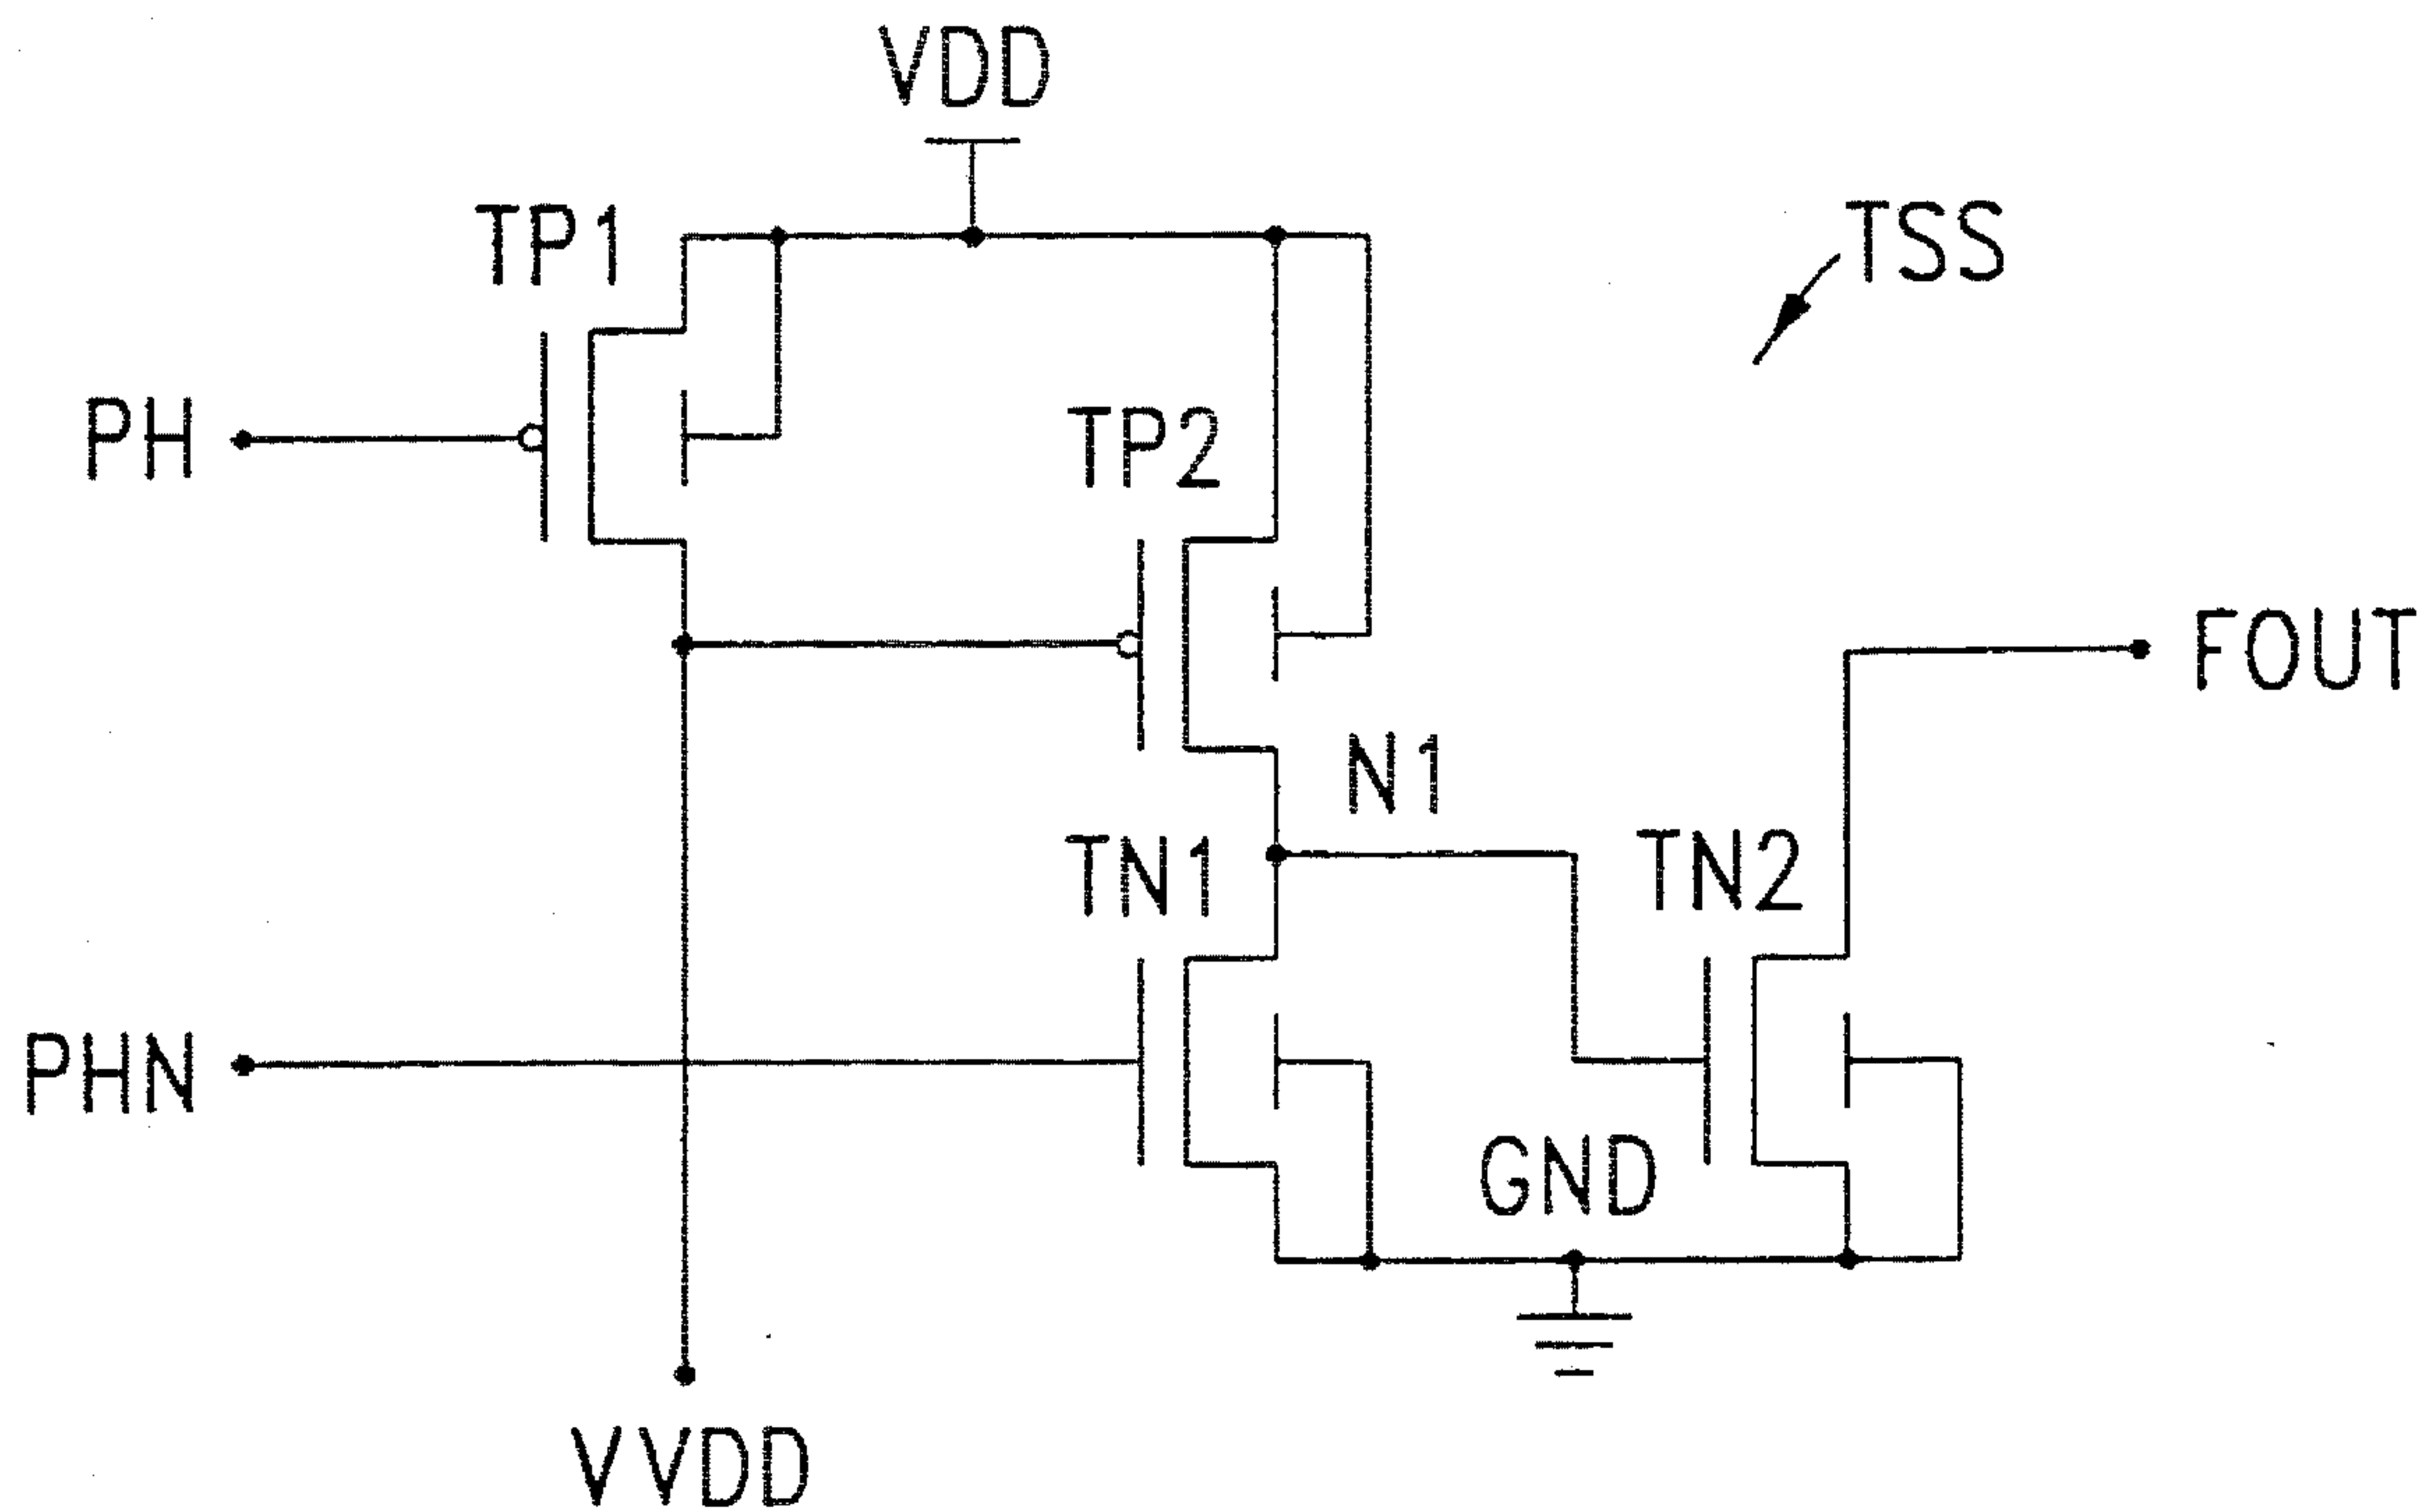 VDD
TP1
TSS
PH
TP2
FOUT
N1
TN1
TN2
PHN
GND
VVDD